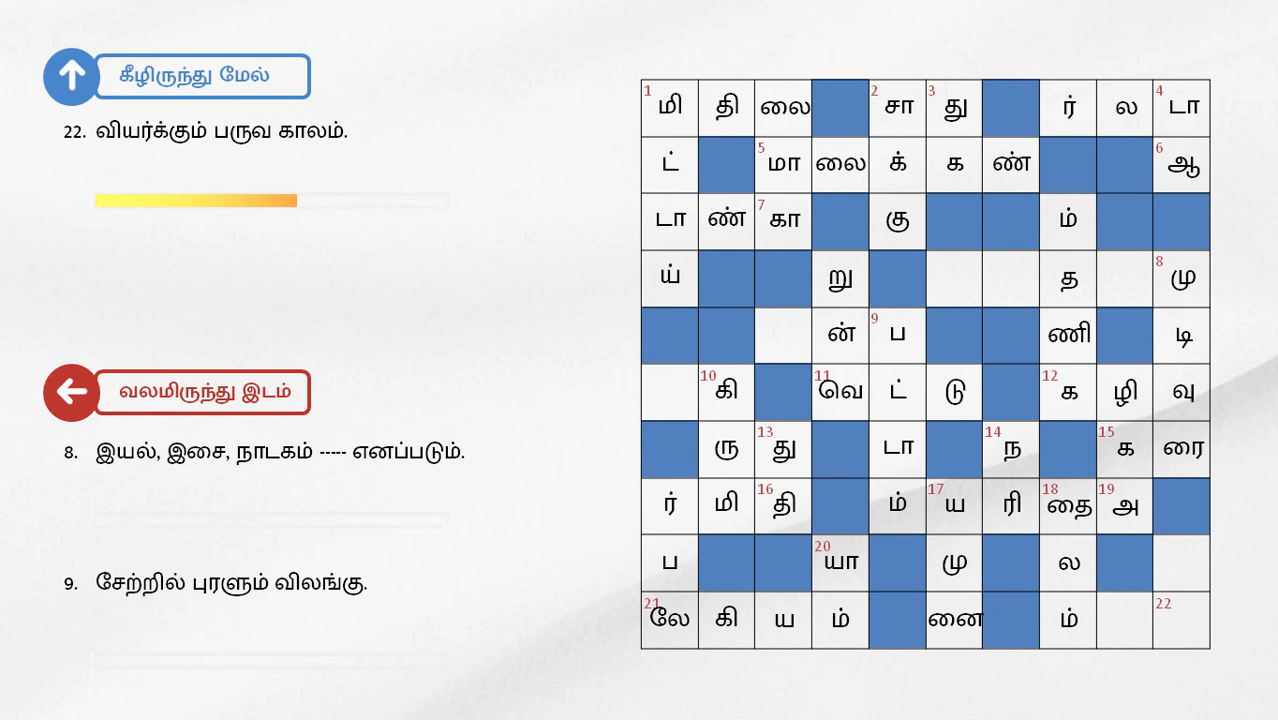 கீழிருந்து மேல்
22. வியர்க்கும் பருவ காலம்.
வலமிருந்து இடம்
8. இயல், இசை, நாடகம் ----- எனப்படும்.
9. சேற்றில் புரளும் விலங்கு.
1 மி தி லை 2 சா 3 து ர் ல 4 டா
ட் 5 மா லை க் க ண் 6 ஆ
டா ண் 7 கா கு ம்
ய் று த 8 மு
ன் 9 ப ணி டி
10 கி 11 வெ ட் டு 12 க ழி வு
ரு 13 து டா 14 ந 15 க ரை
ர் மி 16 தி ம் 17 ய ரி 18 தை 19 அ
ப 20 யா மு ல
21 லே கி ய ம் னை ம் 22